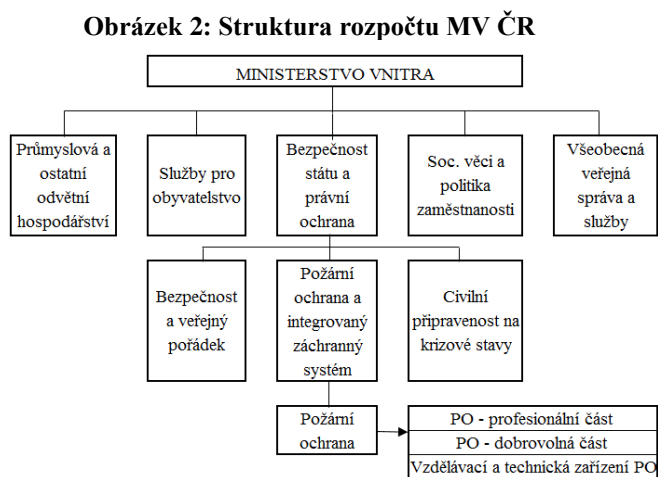 Obrázek 2: Struktura rozpočtu MV ČR
MINISTERSTVO VNITRA
Průmyslová a
ostatní
odvětní
hospodářství
Služby pro
obyvatelstvo
Bezpečnost
státu a
právní
ochrana
Soc. věci a
politika
zaměstnanosti
Všeobecná
veřejná
správa a
služby
Bezpečnost
a veřejný
pořádek
Požární
ochrana a
integrovaný
záchranný
systém
Civilní
připravenost na
krizové stavy
Požární
ochrana
PO - profesionální část
PO - dobrovolná část
Vzdělávací a technická zařízení PO